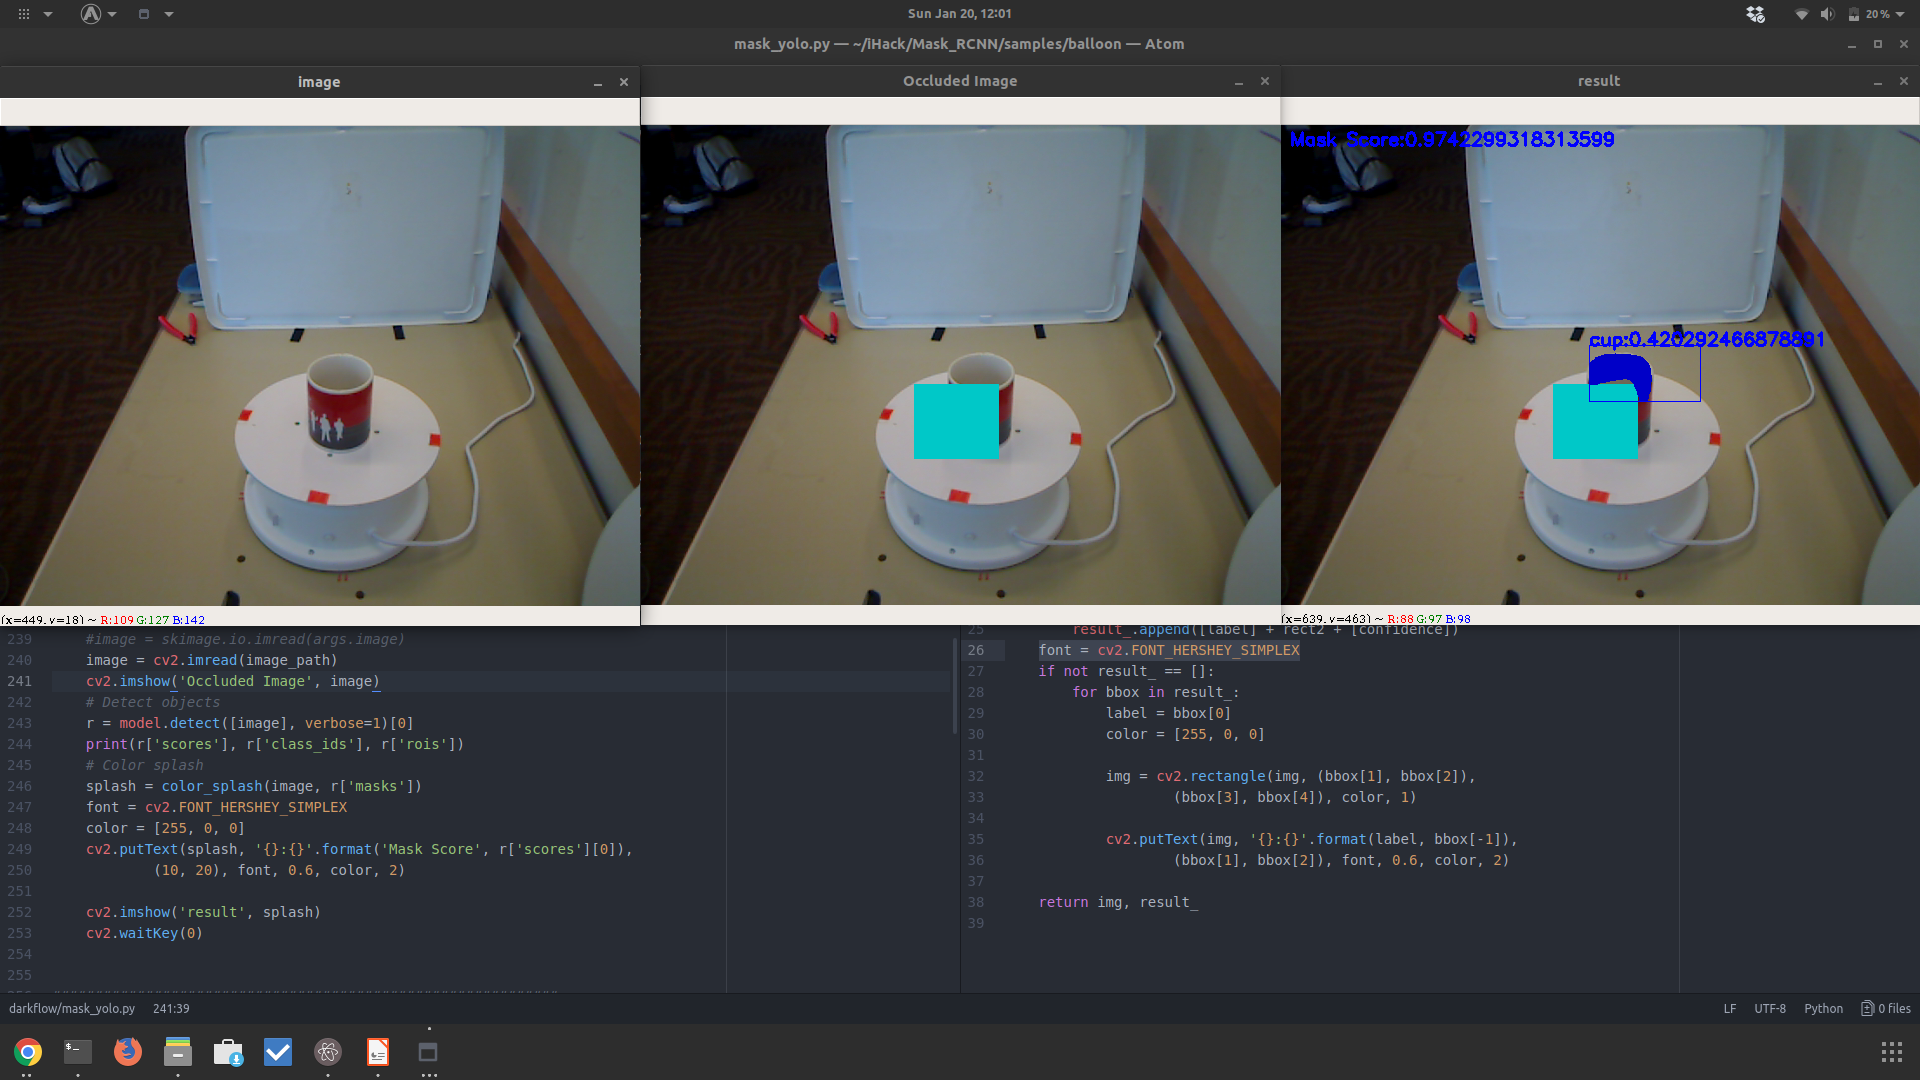 Sun Jan 20, 12:01
20 %
mask_yolo.py — ~/iHack/Mask_RCNN/samples/balloon — Atom
image
Occluded Image
result
Mask Score:0.9742299318313599
cup:0.420292466878891
(x=449, y=18) ~ R:109 G:127 B:142
(x=639, y=463) ~ R:88 G:97 B:98
239 #image = skimage.io.imread(args.image)
240 image = cv2.imread(image_path)
241 cv2.imshow('Occluded Image', image)
242 # Detect objects
243 r = model.detect([image], verbose=1)[0]
244 print(r['scores'], r['class_ids'], r['rois'])
245 # Color splash
246 splash = color_splash(image, r['masks'])
247 font = cv2.FONT_HERSHEY_SIMPLEX
248 color = [255, 0, 0]
249 cv2.putText(splash, '{}:{}'.format('Mask Score', r['scores'][0]),
250 (10, 20), font, 0.6, color, 2)
251
252 cv2.imshow('result', splash)
253 cv2.waitKey(0)
254
255
25 result_.append([label] + rect2 + [confidence])
26 font = cv2.FONT_HERSHEY_SIMPLEX
27 if not result_ == []:
28 for bbox in result_:
29 label = bbox[0]
30 color = [255, 0, 0]
31
32 img = cv2.rectangle(img, (bbox[1], bbox[2]),
33 (bbox[3], bbox[4]), color, 1)
34
35 cv2.putText(img, '{}:{}'.format(label, bbox[-1]),
36 (bbox[1], bbox[2]), font, 0.6, color, 2)
37
38 return img, result_
39
darkflow/mask_yolo.py 241:39
LF UTF-8 Python 0 files